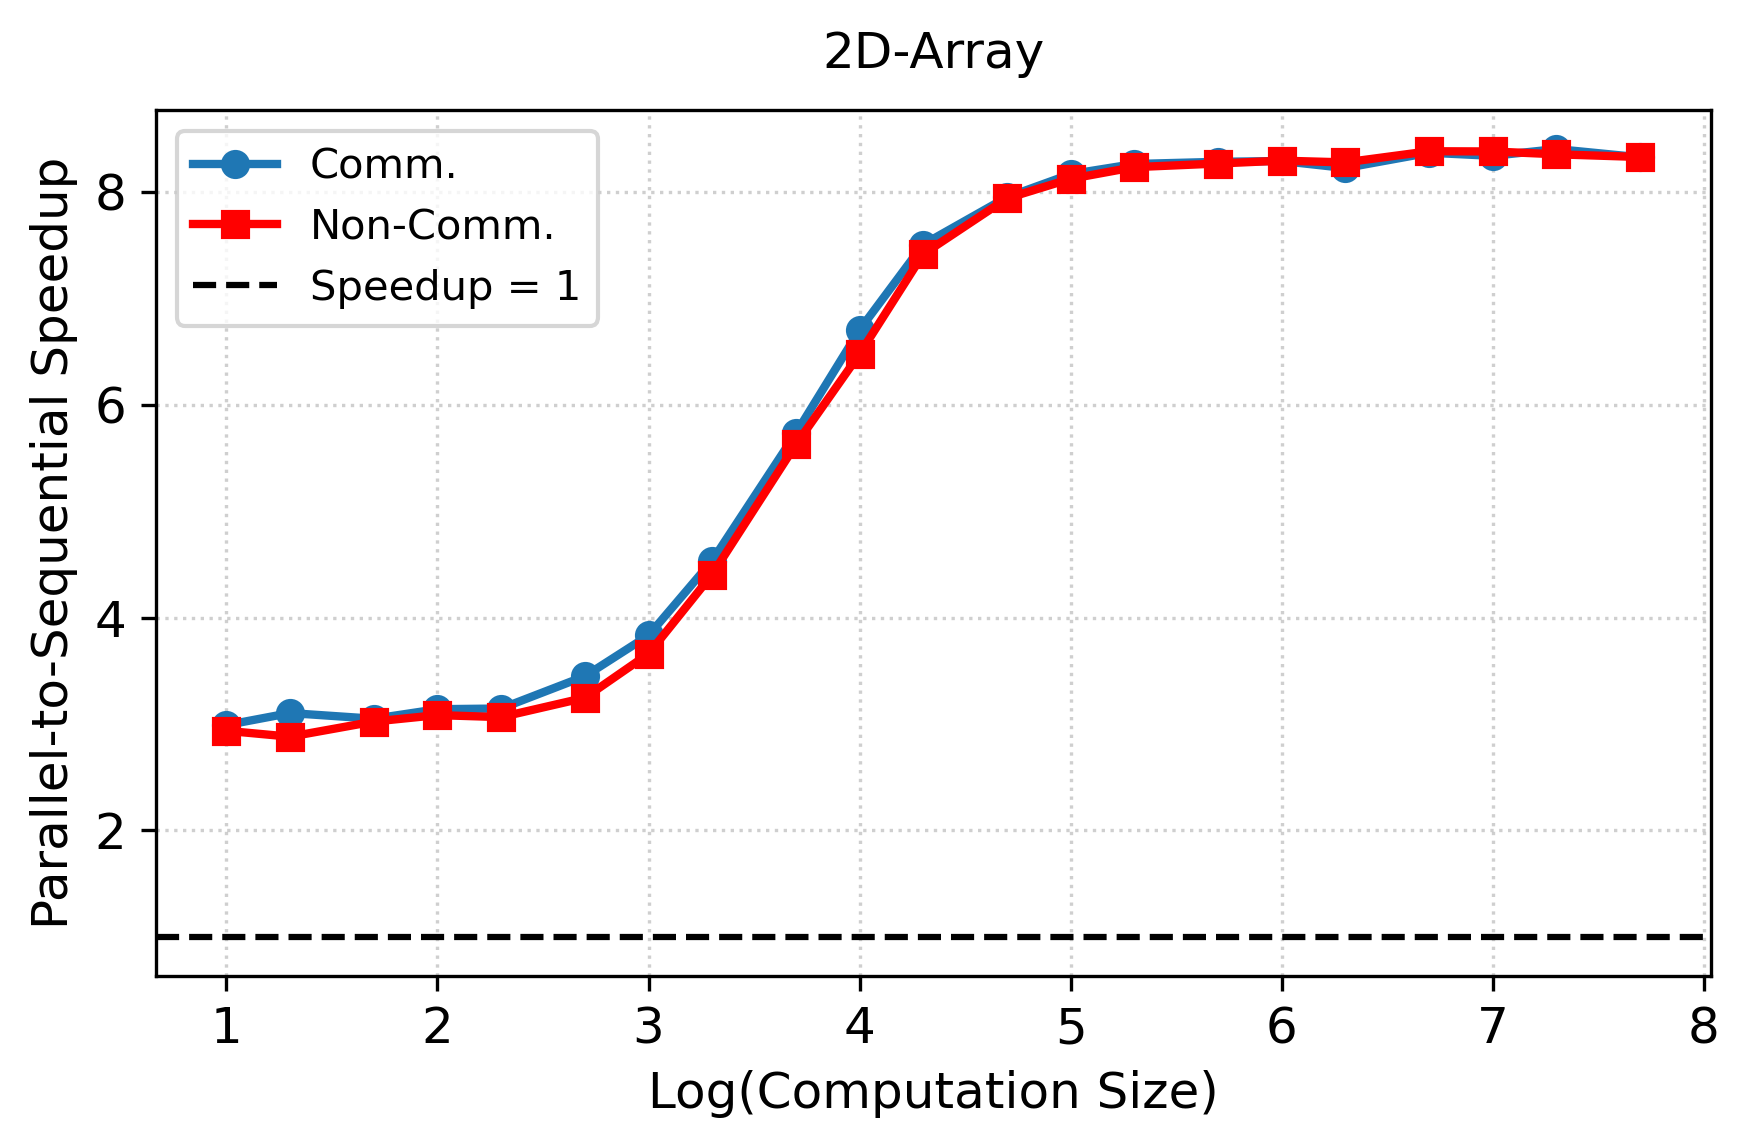 2D-Array
Comm.
Non-Comm.
Speedup = 1
Parallel-to-Sequential Speedup
8
6
4
2
1 2 3 4 5 6 7 8
Log(Computation Size)